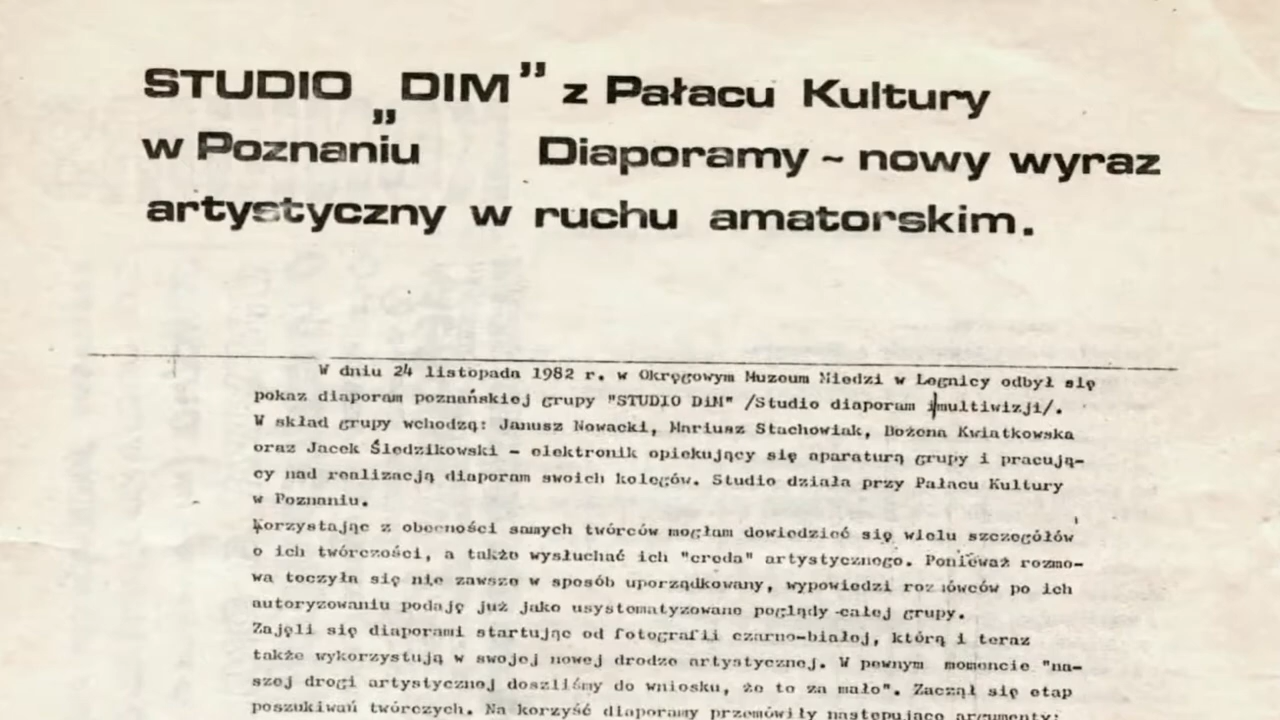 STUDIO „DIM” z Pałacu Kultury
w Poznaniu Diaporamy ~ nowy wyraz
artystyczny w ruchu amatorskim.
W dniu 24 listopada 1982 r. w Okręgowym Muzeum Miedzi w Legnicy odbył się
pokaz diaporam poznańskiej grupy "STUDIO DiM" /Studio diaporam i multiwizji/.
W skład grupy wchodzą: Janusz Nowacki, Mariusz Stachowiak, Bożena Kwiatkowska
oraz Jacek Śledzikowski - elektronik opiekujący się aparaturą grupy i pracują-
cy nad realizacją diaporam swoich kolegów. Studio działa przy Pałacu Kultury
w Poznaniu.
Korzystając z obecności samych twórców mogłam dowiedzieć się wielu szczegółów
o ich twórczości, a także wysłuchać ich "creda" artystycznego. Ponieważ rozmo-
wa toczyła się nie zawsze w sposób uporządkowany, wypowiedzi rozmówców po ich
autoryzowaniu podaję już jako usystematyzowane poglądy całej grupy.
Zajęli się diaporami startując od fotografii czarno-białej, którą i teraz
także wykorzystują w swojej nowej drodze artystycznej. W pewnym momencie "na-
szej drogi artystycznej doszliśmy do wniosku, że to za mało". Zaczął się etap
poszukiwań twórczych. Na korzyść diaporamy przemówiły następujące argumenty: